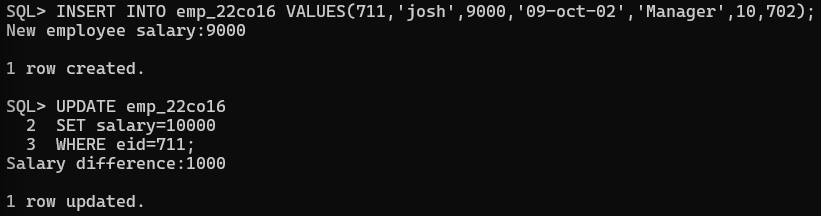 SQL> INSERT INTO emp_22co16 VALUES(711,'josh',9000,'09-oct-02','Manager',10,702);
New employee salary:9000
1 row created.
SQL> UPDATE emp_22co16
2 SET salary=10000
3 WHERE eid=711;
Salary difference:1000
1 row updated.